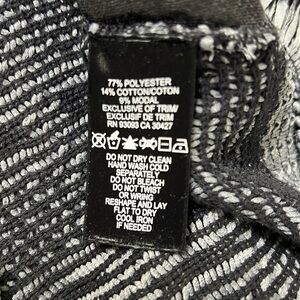 77% POLYESTER
14% COTTON/COTON
9% MODAL
EXCLUSIVE OF TRIM/
EXCLUSIF DE TRIM
RN 93093 CA 30427
DO NOT DRY CLEAN
HAND WASH COLD
SEPARATELY
DO NOT BLEACH
DO NOT TWIST
OR WRING
RESHAPE AND LAY
FLAT TO DRY
COOL IRON
IF NEEDED